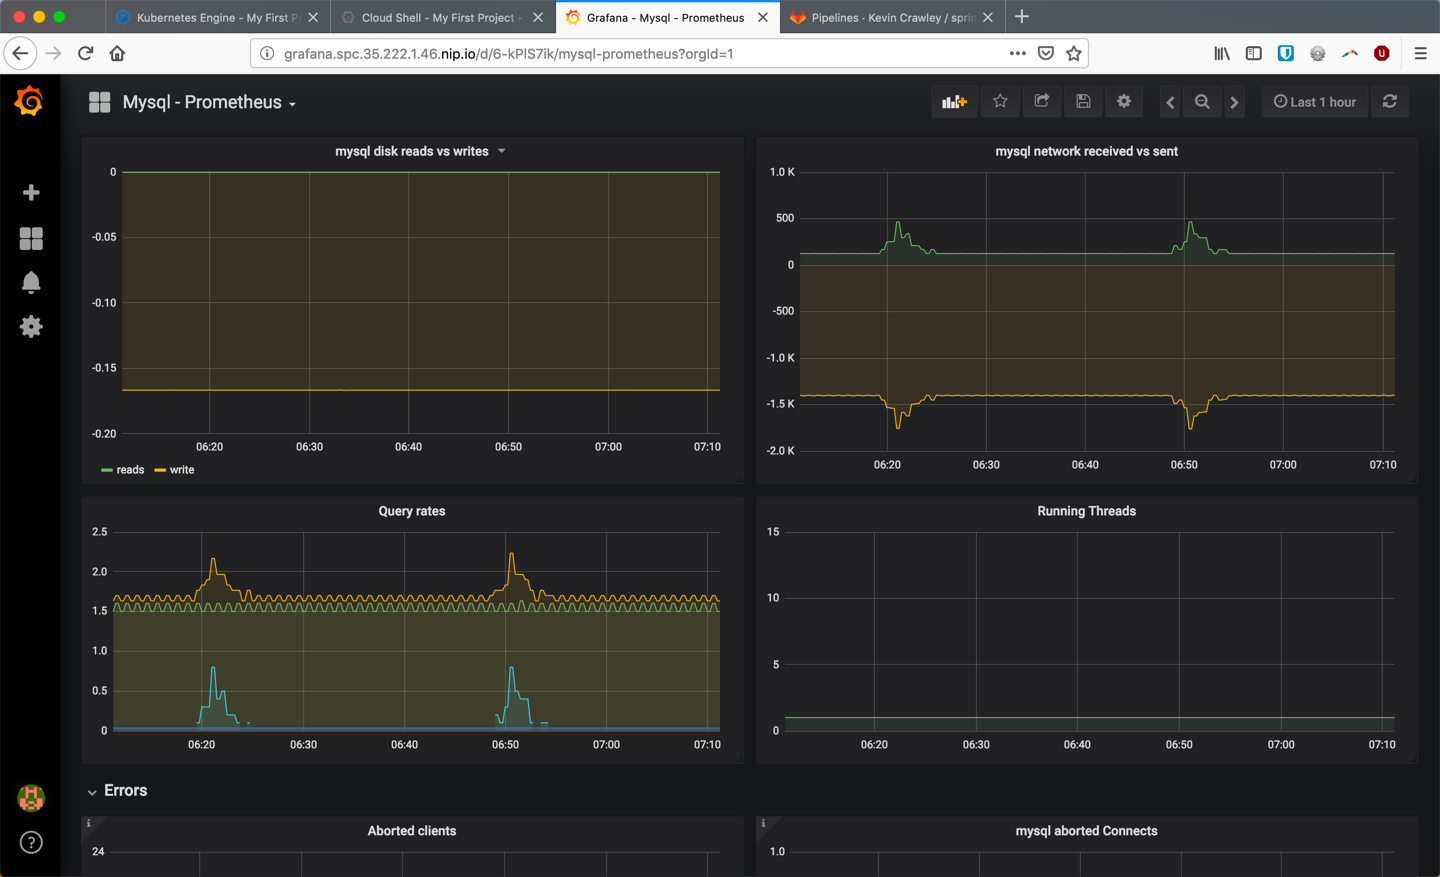 Kubernetes Engine - My First P
Cloud Shell - My First Project -
Grafana - Mysql - Prometheus
Pipelines · Kevin Crawley / sprin
grafana.spc.35.222.1.46.nip.io/d/6-kPlS7ik/mysql-prometheus?orgId=1
Mysql - Prometheus
Last 1 hour
mysql disk reads vs writes
0
-0.05
-0.10
-0.15
-0.20
06:20 06:30 06:40 06:50 07:00 07:10
reads write
mysql network received vs sent
1.0 K
500
0
-500
-1.0 K
-1.5 K
-2.0 K
06:20 06:30 06:40 06:50 07:00 07:10
Query rates
2.5
2.0
1.5
1.0
0.5
0
06:20 06:30 06:40 06:50 07:00 07:10
Running Threads
15
10
5
0
06:20 06:30 06:40 06:50 07:00 07:10
Errors
i
Aborted clients
24
i
mysql aborted Connects
1.0